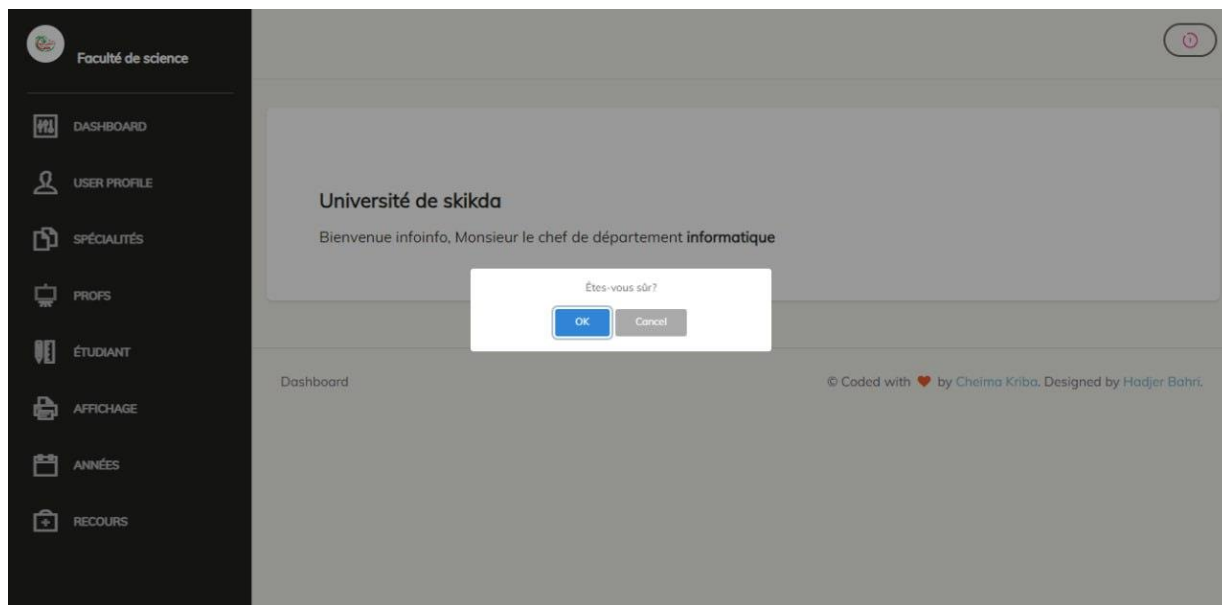 Faculté de science
DASHBOARD
USER PROFILE
SPÉCIALITÉS
PROFS
ÉTUDIANT
AFFICHAGE
ANNÉES
RECOURS
Université de skikda
Bienvenue infoinfo, Monsieur le chef de département informatique
Êtes-vous sûr?
OK Cancel
Dashboard
© Coded with ❤ by Cheima Kriba. Designed by Hadjer Bahri.